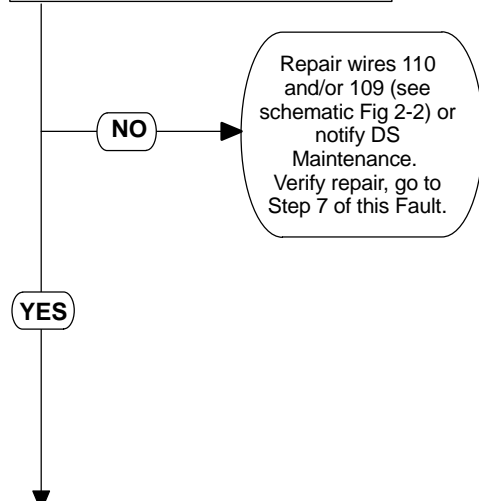 NO
Repair wires 110
and/or 109 (see
schematic Fig 2-2) or
notify DS
Maintenance.
Verify repair, go to
Step 7 of this Fault.
YES